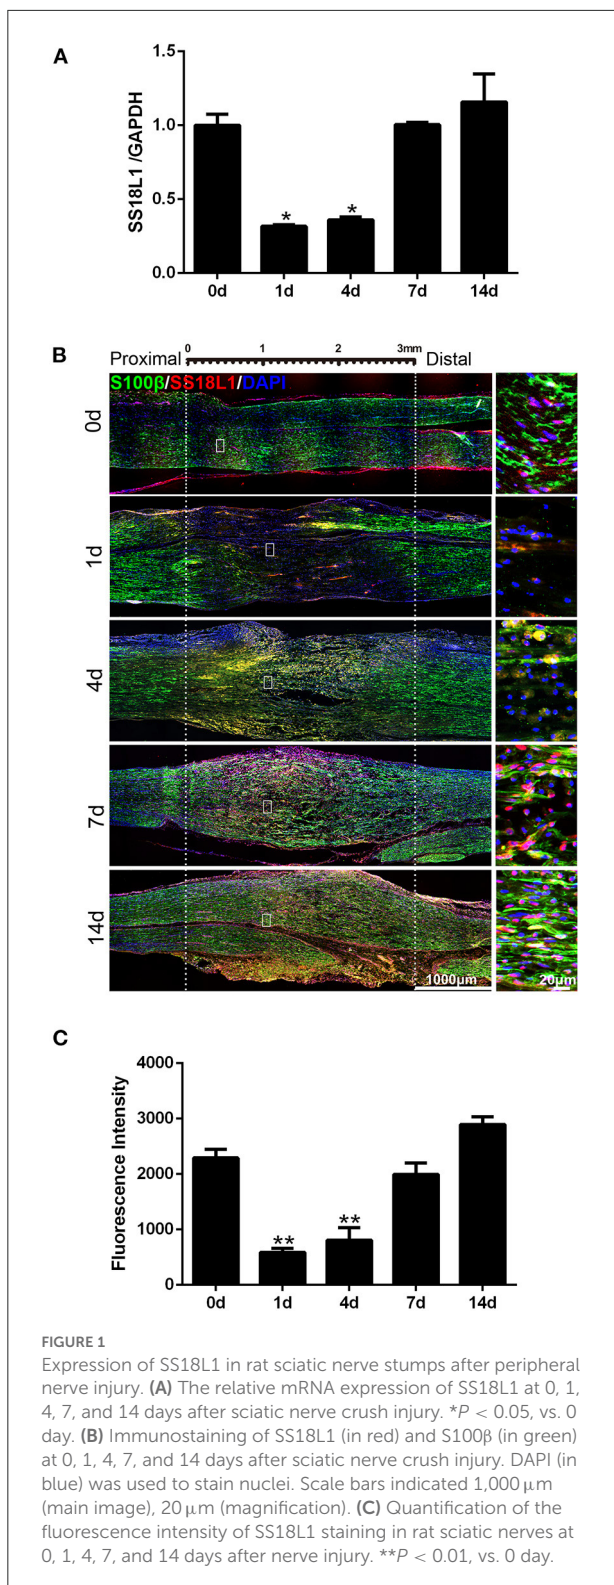 A
1.5
1.0
0.5
0.0
SS18L1 /GAPDH
*
*
0d 1d 4d 7d 14d
B
0 1 2 3mm
Proximal Distal
S100β/SS18L1/DAPI
0d
1d
4d
7d
14d
1000μm 20μm
C
4000
3000
2000
1000
0
Fluorescence Intensity
**
**
0d 1d 4d 7d 14d
FIGURE 1
Expression of SS18L1 in rat sciatic nerve stumps after peripheral
nerve injury. (A) The relative mRNA expression of SS18L1 at 0, 1,
4, 7, and 14 days after sciatic nerve crush injury. *P < 0.05, vs. 0
day. (B) Immunostaining of SS18L1 (in red) and S100β (in green)
at 0, 1, 4, 7, and 14 days after sciatic nerve crush injury. DAPI (in
blue) was used to stain nuclei. Scale bars indicated 1,000 μm
(main image), 20 μm (magnification). (C) Quantification of the
fluorescence intensity of SS18L1 staining in rat sciatic nerves at
0, 1, 4, 7, and 14 days after nerve injury. **P < 0.01, vs. 0 day.